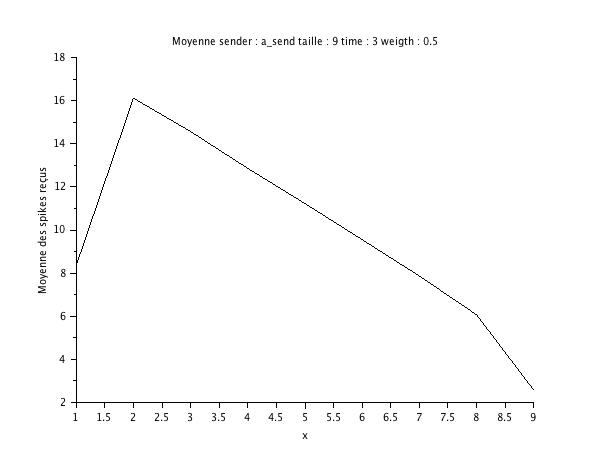 Moyenne sender : a_send taille : 9 time : 3 weigth : 0.5
18
16
14
12
10
8
6
4
2
Moyenne des spikes reçus
1 1.5 2 2.5 3 3.5 4 4.5 5 5.5 6 6.5 7 7.5 8 8.5 9
x